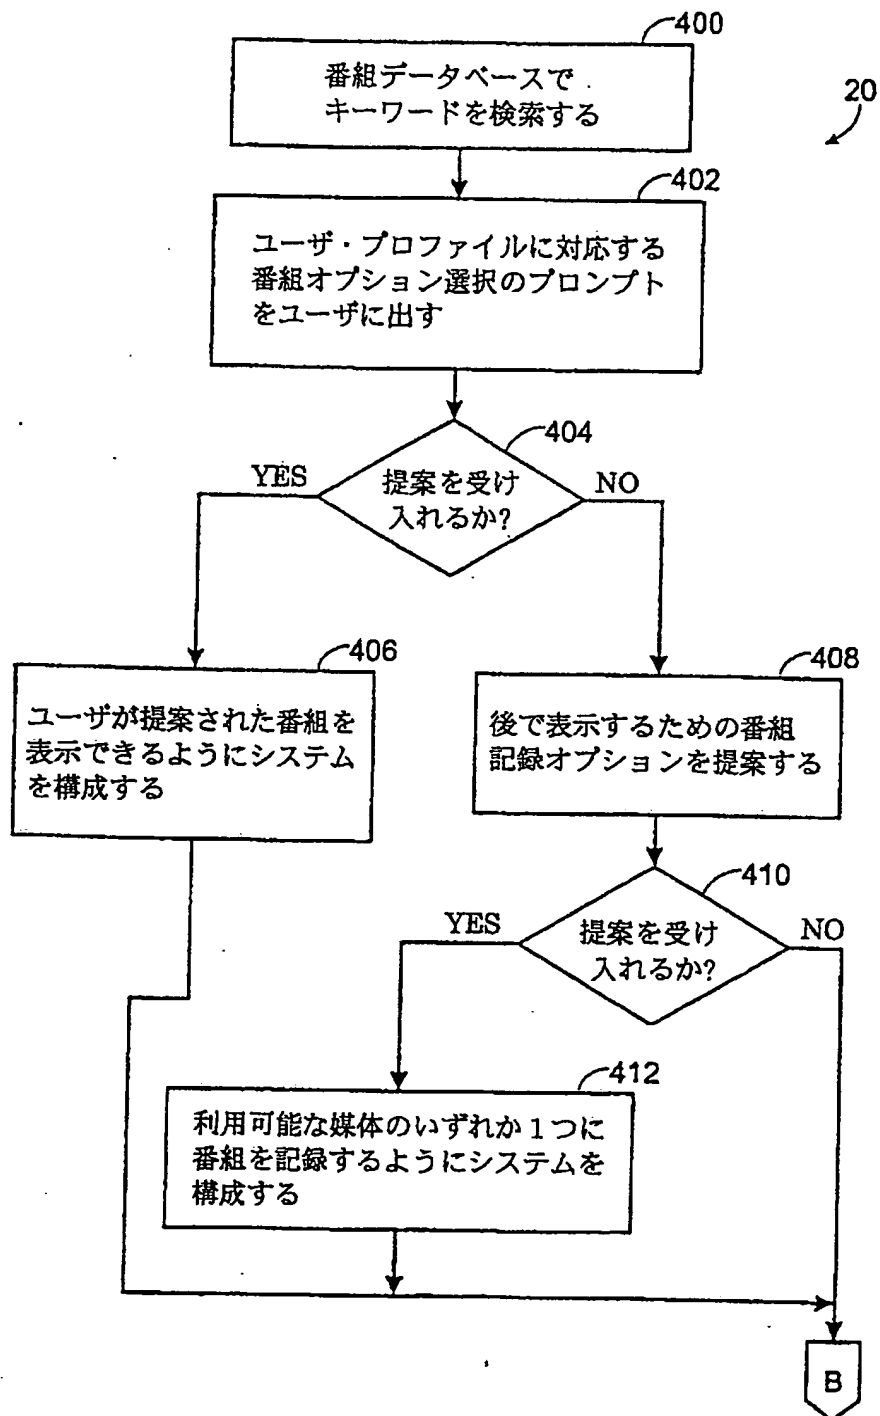 400
番組データベースで
キーワードを検索する
20
402
ユーザ・プロファイルに対応する
番組オプション選択のプロンプト
をユーザに出す
404
YES
提案を受け
入れるか?
NO
406
ユーザが提案された番組を
表示できるようにシステム
を構成する
408
後で表示するための番組
記録オプションを提案する
410
YES
提案を受け
入れるか?
NO
412
利用可能な媒体のいずれか1つに
番組を記録するようにシステムを
構成する
B